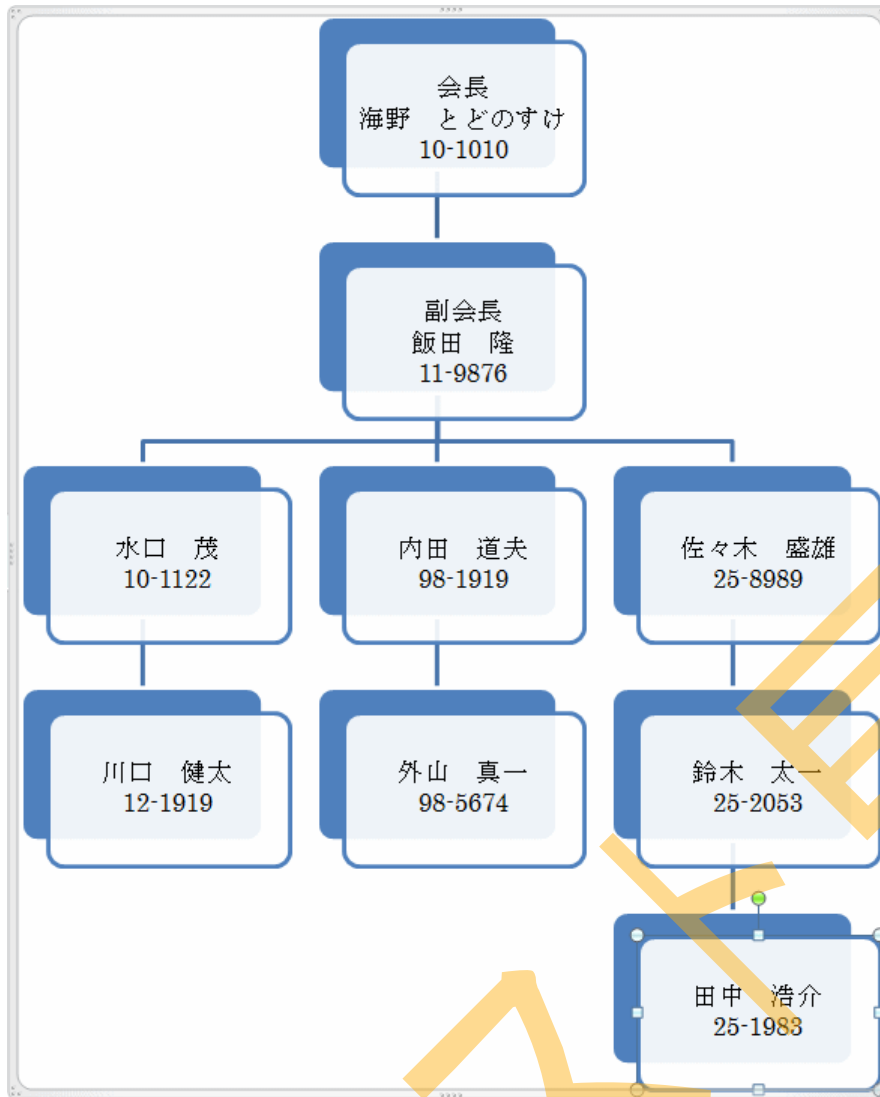 会長
海野　とどのすけ
10-1010
副会長
飯田　隆
11-9876
水口　茂
10-1122
内田　道夫
98-1919
佐々木　盛雄
25-8989
川口　健太
12-1919
外山　真一
98-5674
鈴木　太一
25-2053
田中　浩介
25-1983